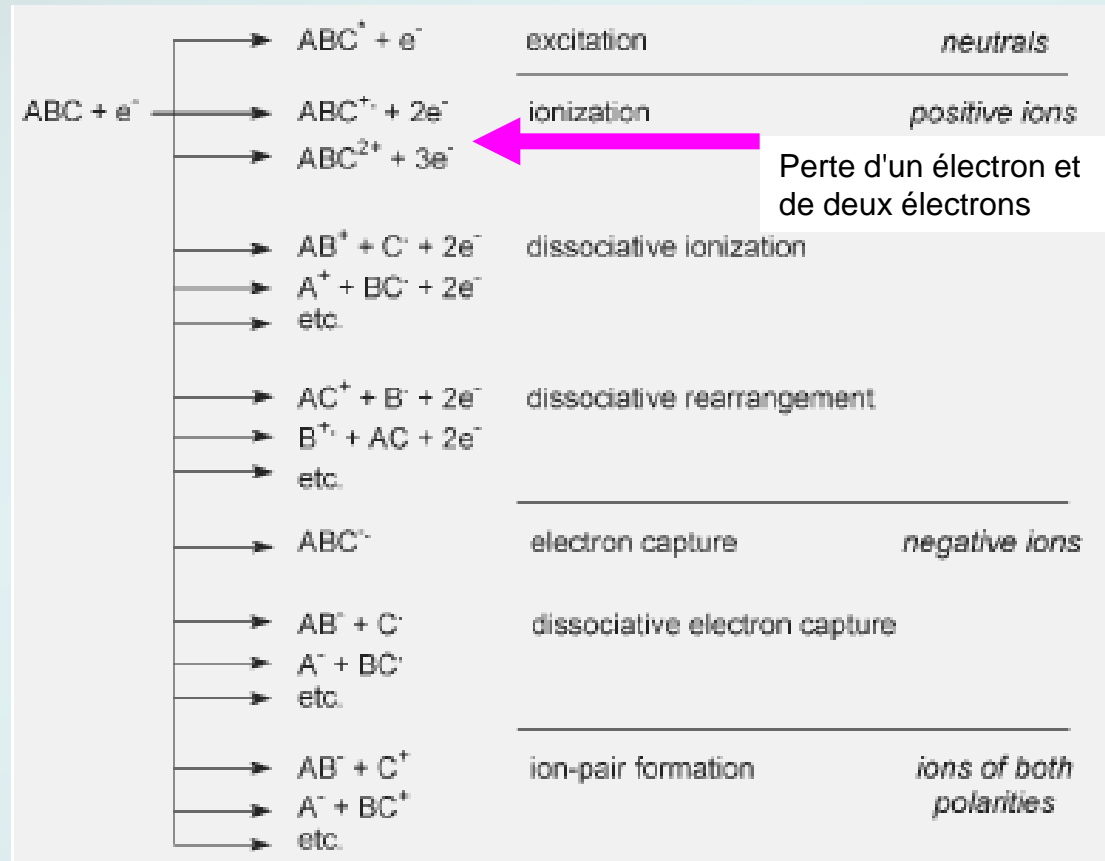 ABC* + e⁻ excitation neutrals
ABC + e⁻ ABC⁺· + 2e⁻ ionization positive ions
ABC²⁺ + 3e⁻
Perte d'un électron et
de deux électrons
AB⁺ + C· + 2e⁻ dissociative ionization
A⁺ + BC· + 2e⁻
etc.
AC⁺ + B· + 2e⁻ dissociative rearrangement
B⁺· + AC + 2e⁻
etc.
ABC⁻· electron capture negative ions
AB⁻ + C· dissociative electron capture
A⁻ + BC·
etc.
AB⁻ + C⁺ ion-pair formation ions of both
A⁻ + BC⁺ polarities
etc.